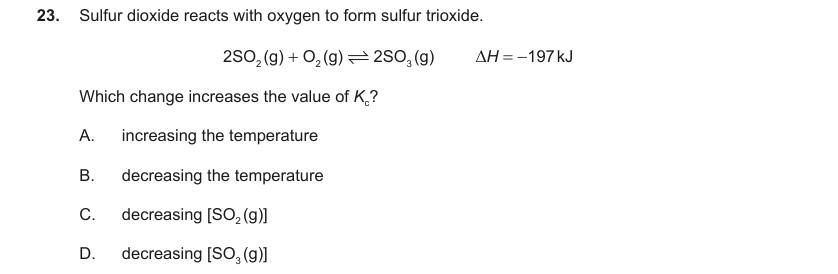 23. Sulfur dioxide reacts with oxygen to form sulfur trioxide.
2SO₂(g) + O₂(g) ⇌ 2SO₃(g) ΔH = −197 kJ
Which change increases the value of K꜀?
A. increasing the temperature
B. decreasing the temperature
C. decreasing [SO₂(g)]
D. decreasing [SO₃(g)]